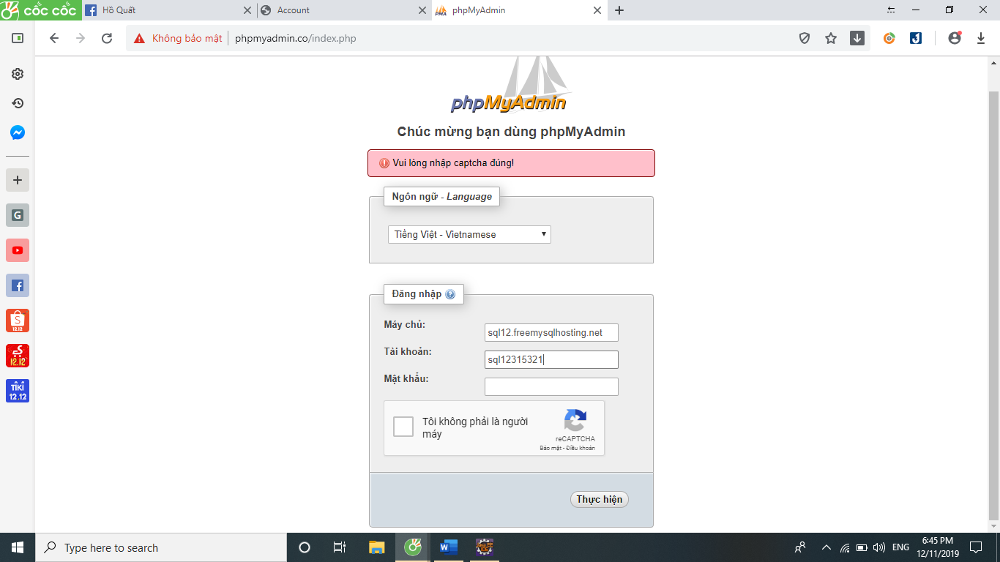 cốc cốc
Hồ Quất
Account
phpMyAdmin
Không bảo mật
phpmyadmin.co/index.php
phpMyAdmin
Chúc mừng bạn dùng phpMyAdmin
Vui lòng nhập captcha đúng!
Ngôn ngữ - Language
Tiếng Việt - Vietnamese
Đăng nhập
Máy chủ:
sql12.freemysqlhosting.net
Tài khoản:
sql12315321
Mật khẩu:
Tôi không phải là người
máy
reCAPTCHA
Bảo mật - Điều khoản
Thực hiện
G
12.12
12.12
TIKI
12.12
Type here to search
ENG
6:45 PM
12/11/2019